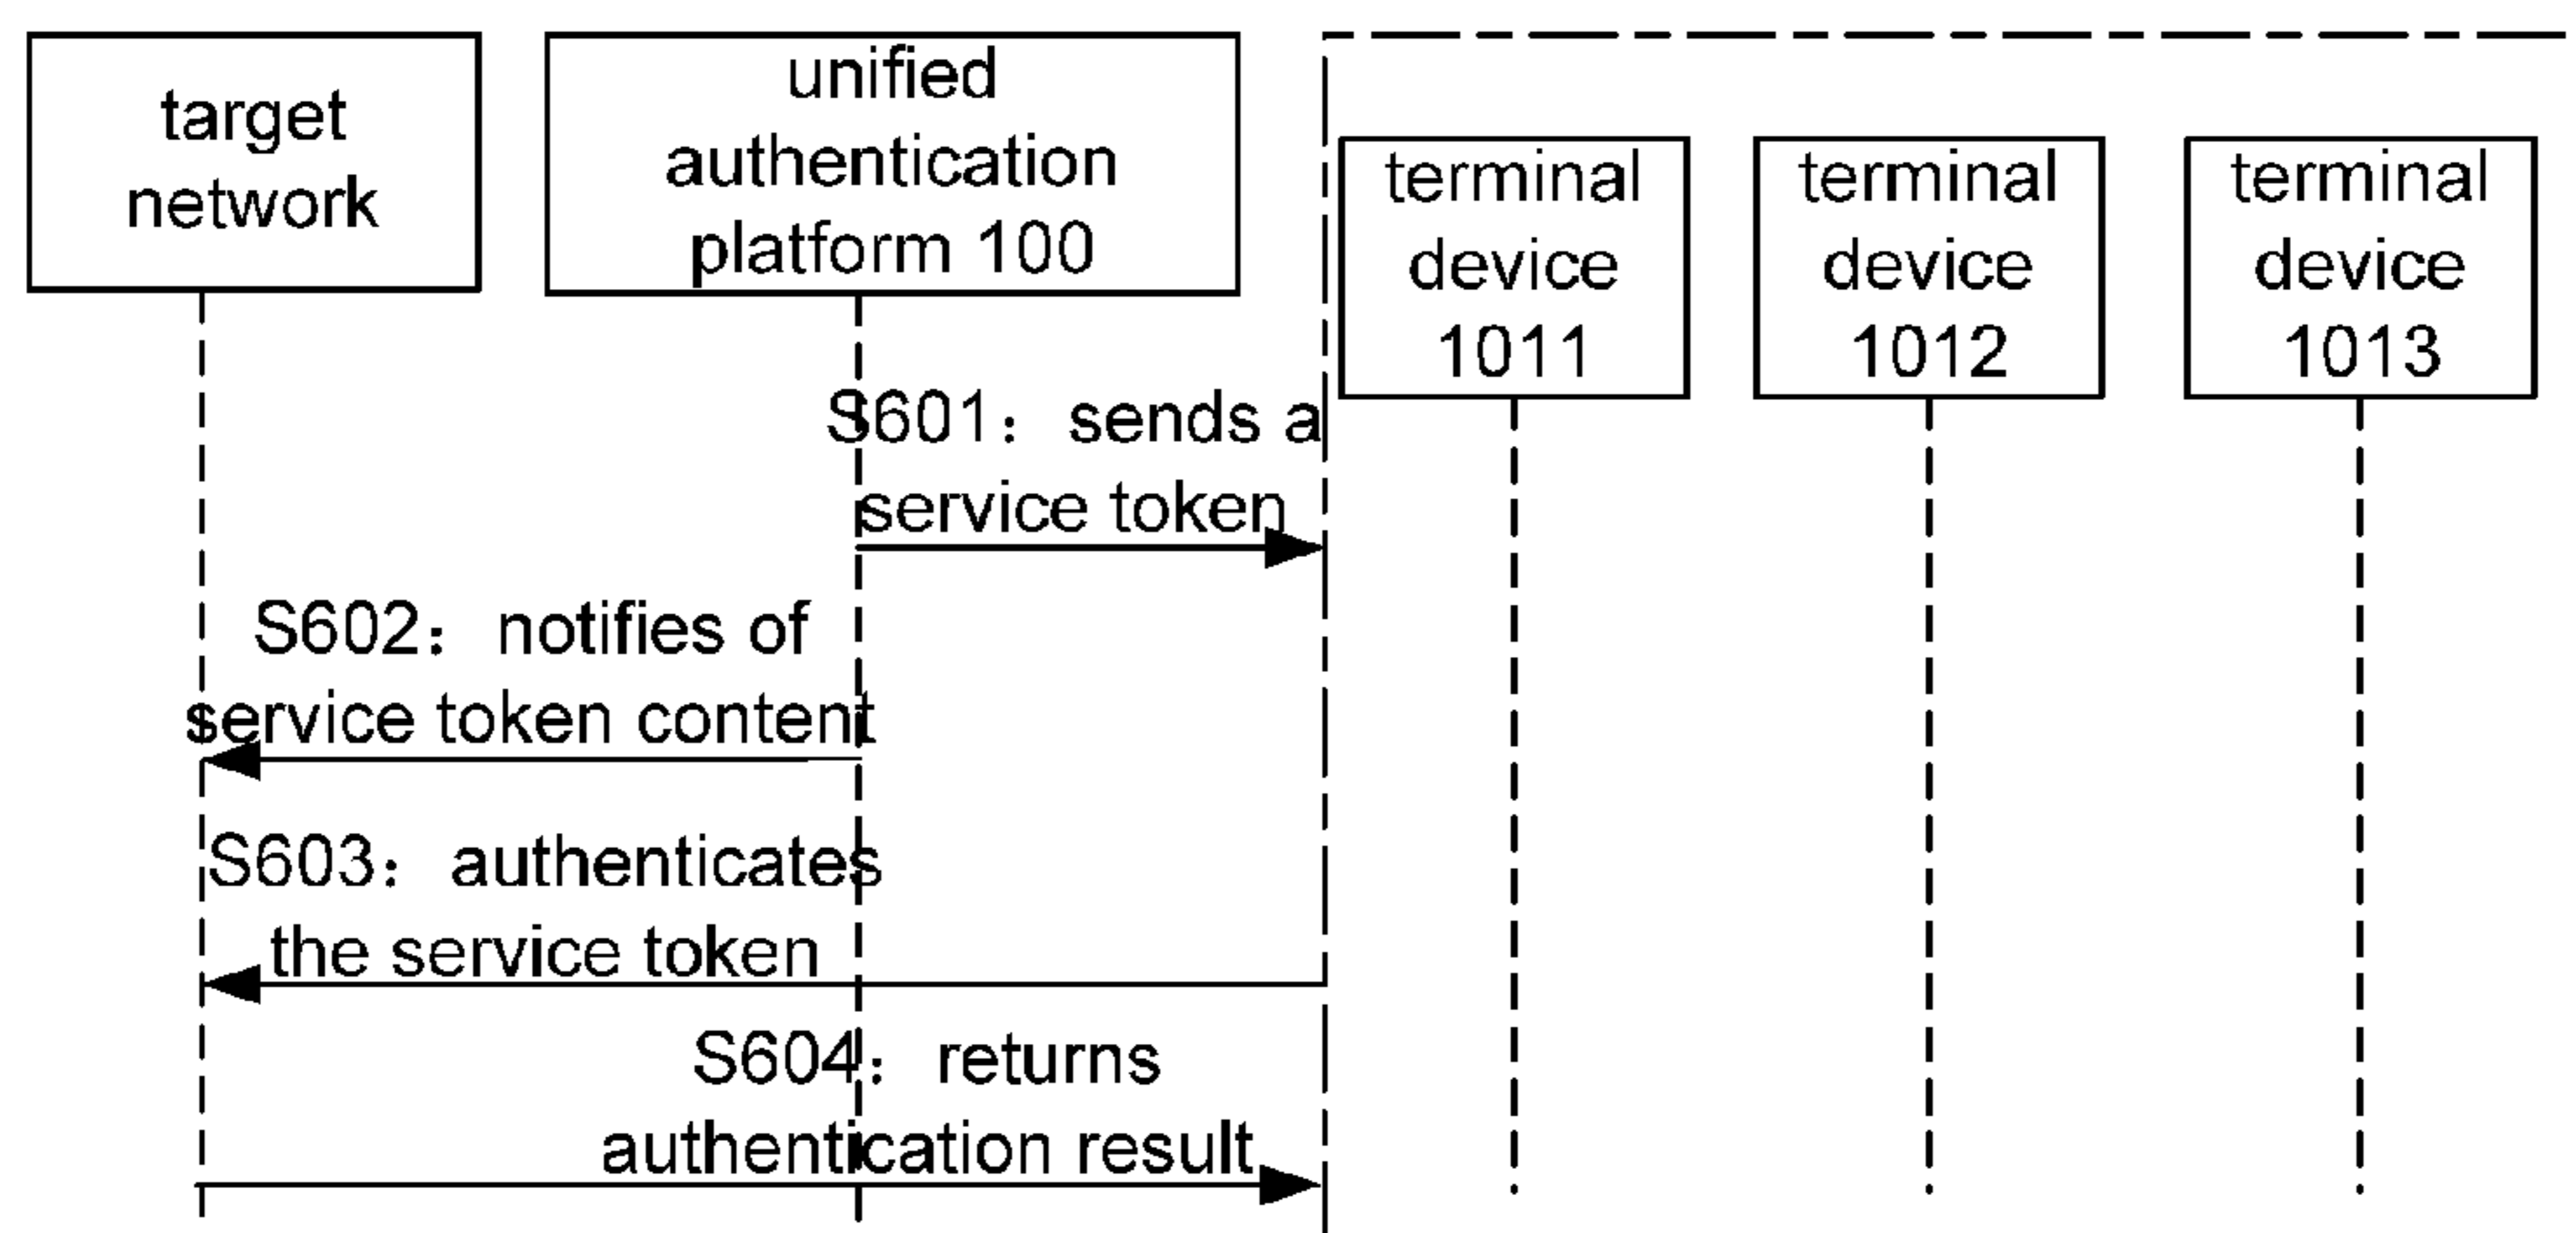 target
network
unified
authentication
platform 100
terminal
device
1011
terminal
device
1012
terminal
device
1013
S601：sends a
service token
S602：notifies of
service token content
S603：authenticates
the service token
S604：returns
authentication result